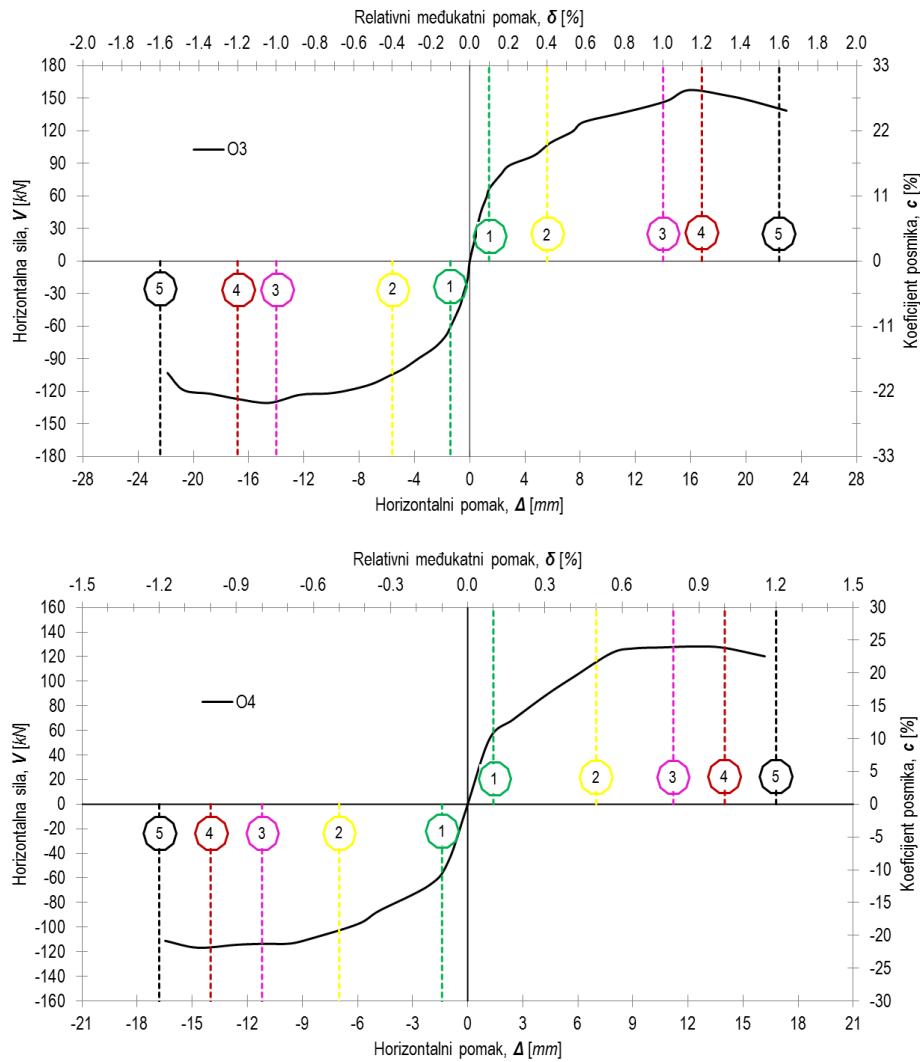 Relativni međukatni pomak, δ [%]
-2.0 -1.8 -1.6 -1.4 -1.2 -1.0 -0.8 -0.6 -0.4 -0.2 0.0 0.2 0.4 0.6 0.8 1.0 1.2 1.4 1.6 1.8 2.0
Horizontalna sila, V [kN]
180
150
120
90
60
30
0
-30
-60
-90
-120
-150
-180
O3
1 2 3 4 5
5 4 3 2 1
33
22
11
0
-11
-22
-33
Koeficijent posmika, c [%]
-28 -24 -20 -16 -12 -8 -4 0 4 8 12 16 20 24 28
Horizontalni pomak, Δ [mm]
Relativni međukatni pomak, δ [%]
-1.5 -1.2 -0.9 -0.6 -0.3 0.0 0.3 0.6 0.9 1.2 1.5
Horizontalna sila, V [kN]
160
140
120
100
80
60
40
20
0
-20
-40
-60
-80
-100
-120
-140
-160
O4
1 2 3 4 5
5 4 3 2 1
30
25
20
15
10
5
0
-5
-10
-15
-20
-25
-30
Koeficijent posmika, c [%]
-21 -18 -15 -12 -9 -6 -3 0 3 6 9 12 15 18 21
Horizontalni pomak, Δ [mm]